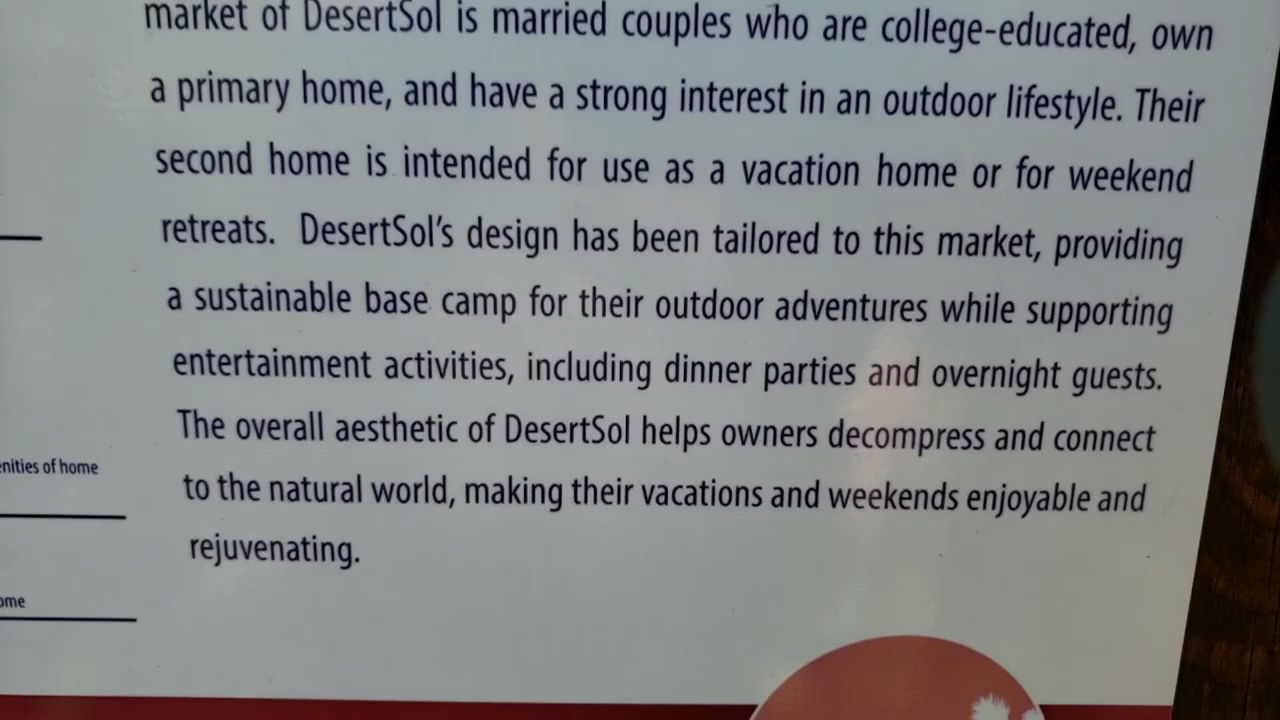 market of DesertSol is married couples who are college-educated, own
a primary home, and have a strong interest in an outdoor lifestyle. Their
second home is intended for use as a vacation home or for weekend
retreats. DesertSol's design has been tailored to this market, providing
a sustainable base camp for their outdoor adventures while supporting
entertainment activities, including dinner parties and overnight guests.
The overall aesthetic of DesertSol helps owners decompress and connect
to the natural world, making their vacations and weekends enjoyable and
rejuvenating.
of home